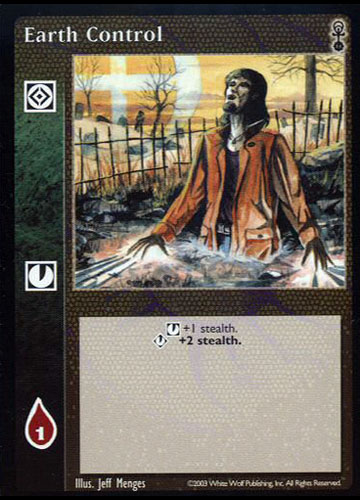 Earth Control
+1 stealth.
+2 stealth.
1
Illus. Jeff Menges
©2003 White Wolf Publishing, Inc. All Rights Reserved.